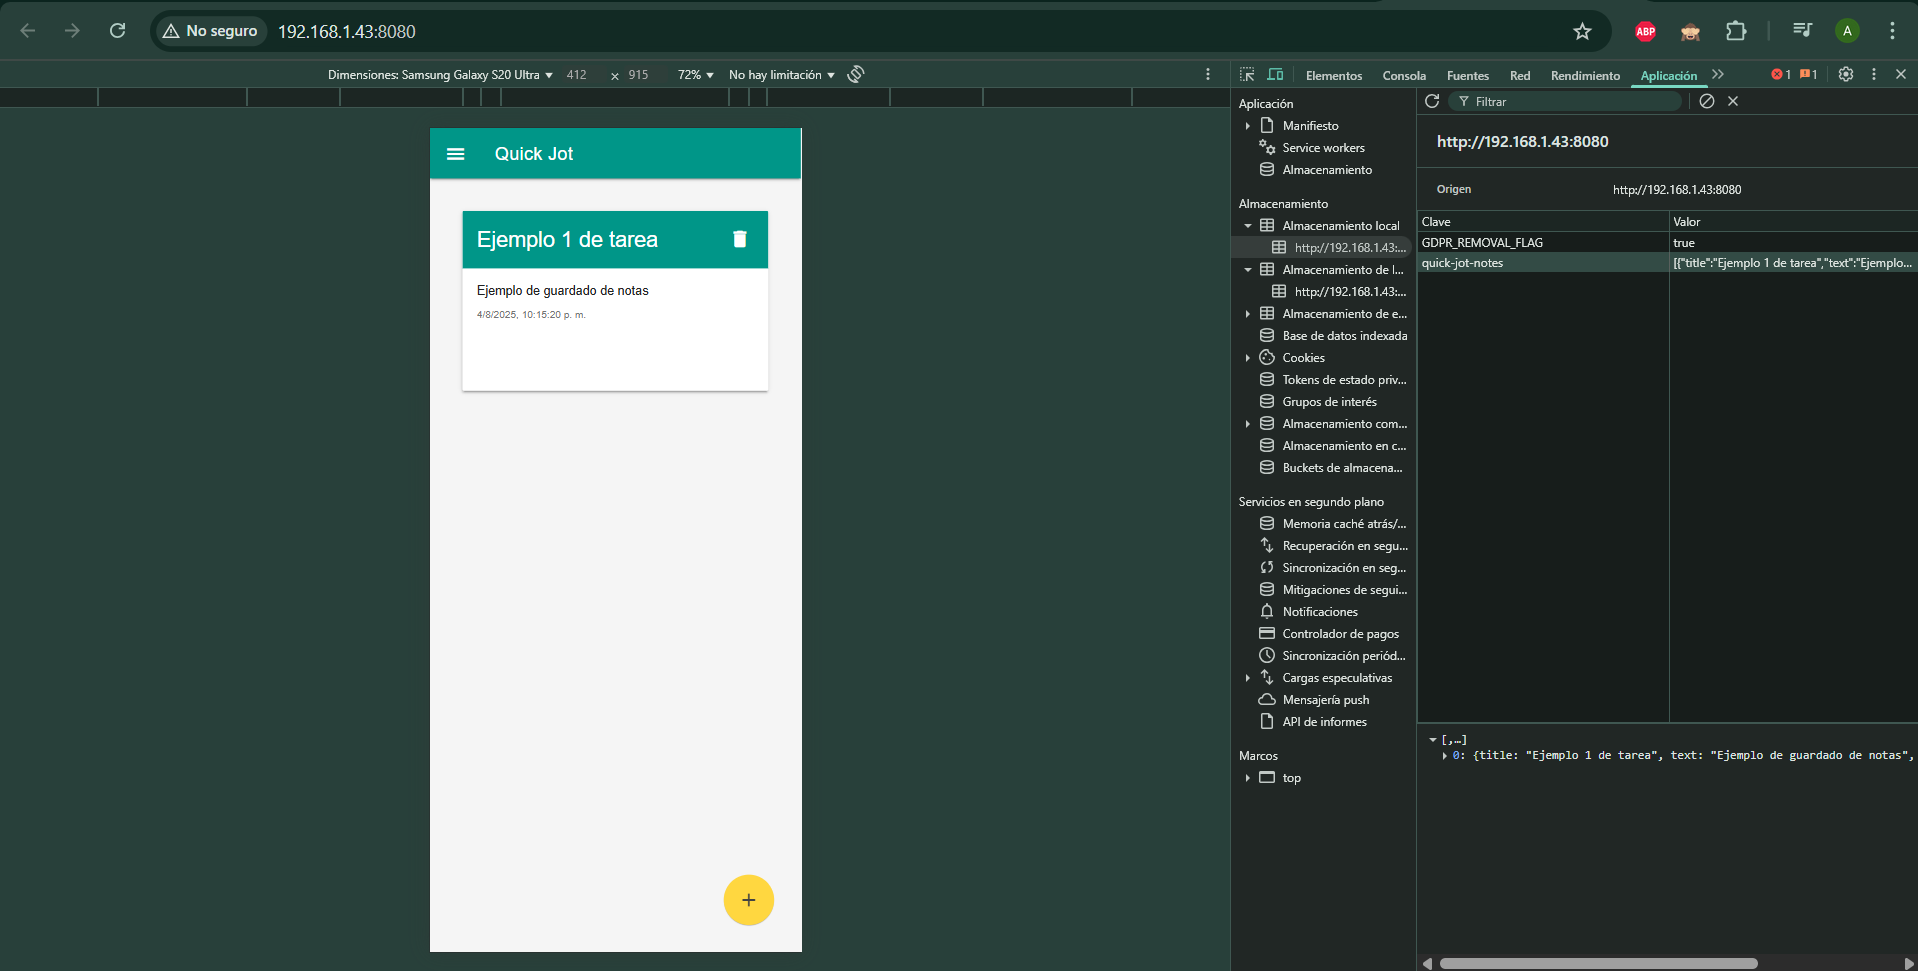 No seguro
192.168.1.43:8080
ABP
A
Dimensiones: Samsung Galaxy S20 Ultra
412 × 915
72%
No hay limitación
Quick Jot
Ejemplo 1 de tarea
Ejemplo de guardado de notas
4/8/2025, 10:15:20 p. m.
+
Elementos Consola Fuentes Red Rendimiento Aplicación
1 1
Aplicación
Manifiesto
Service workers
Almacenamiento
Almacenamiento
Almacenamiento local
http://192.168.1.43:...
Almacenamiento de l...
http://192.168.1.43:...
Almacenamiento de e...
Base de datos indexada
Cookies
Tokens de estado priv...
Grupos de interés
Almacenamiento com...
Almacenamiento en c...
Buckets de almacena...
Servicios en segundo plano
Memoria caché atrás/...
Recuperación en segu...
Sincronización en seg...
Mitigaciones de segui...
Notificaciones
Controlador de pagos
Sincronización periód...
Cargas especulativas
Mensajería push
API de informes
Marcos
top
Filtrar
http://192.168.1.43:8080
Origen http://192.168.1.43:8080
Clave Valor
GDPR_REMOVAL_FLAG true
quick-jot-notes [{"title":"Ejemplo 1 de tarea","text":"Ejemplo...
[,…]
0: {title: "Ejemplo 1 de tarea", text: "Ejemplo de guardado de notas",